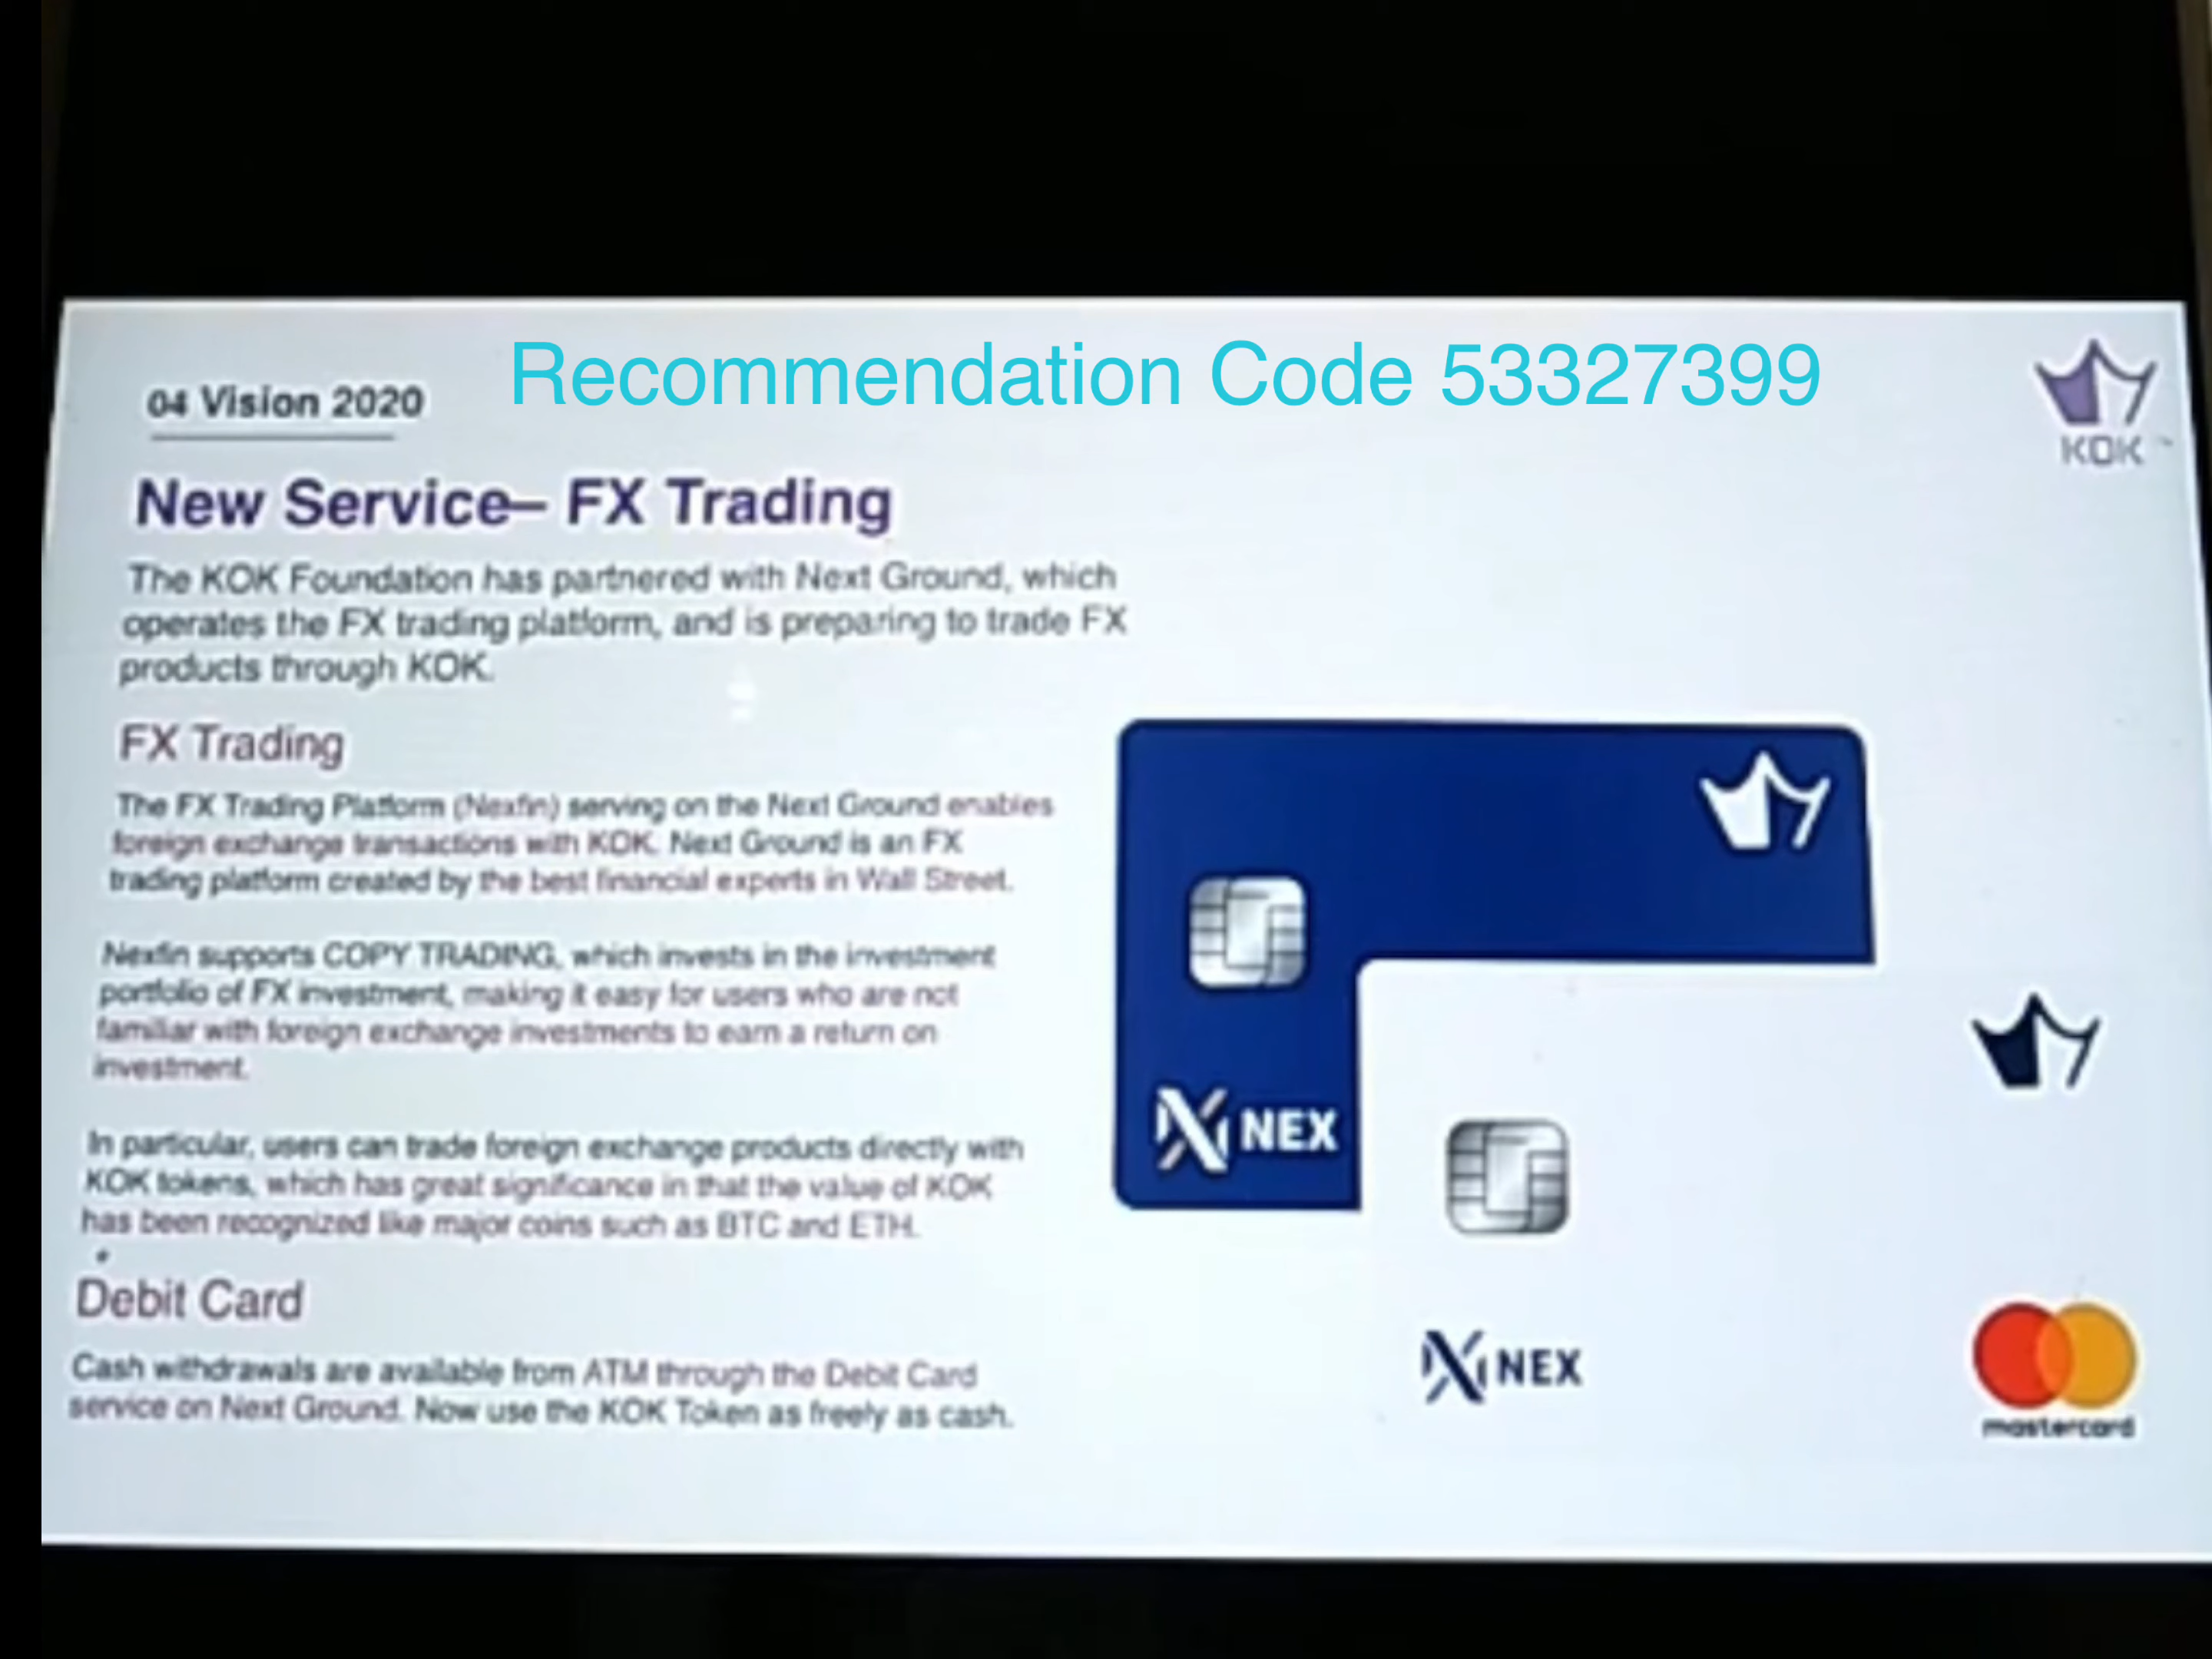 Recommendation Code 53327399
04 Vision 2020
KOK
New Service– FX Trading
The KOK Foundation has partnered with Next Ground, which
operates the FX trading platform, and is preparing to trade FX
products through KOK.
FX Trading
The FX Trading Platform (Nexfin) serving on the Next Ground enables
foreign exchange transactions with KOK. Next Ground is an FX
trading platform created by the best financial experts in Wall Street.
Nexfin supports COPY TRADING, which invests in the investment
portfolio of FX investment, making it easy for users who are not
familiar with foreign exchange investments to earn a return on
investment.
In particular, users can trade foreign exchange products directly with
KOK tokens, which has great significance in that the value of KOK
has been recognized like major coins such as BTC and ETH.
Debit Card
Cash withdrawals are available from ATM through the Debit Card
service on Next Ground. Now use the KOK Token as freely as cash.
NEX
NEX
mastercard